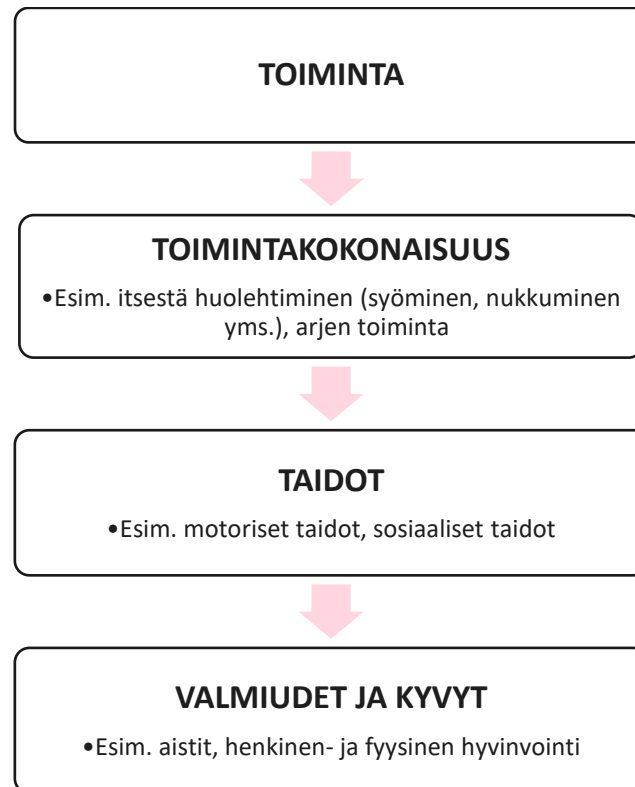 TOIMINTA
TOIMINTAKOKONAISUUS
•Esim. itsestä huolehtiminen (syöminen, nukkuminen
yms.), arjen toiminta
TAIDOT
•Esim. motoriset taidot, sosiaaliset taidot
VALMIUDET JA KYVYT
•Esim. aistit, henkinen- ja fyysinen hyvinvointi